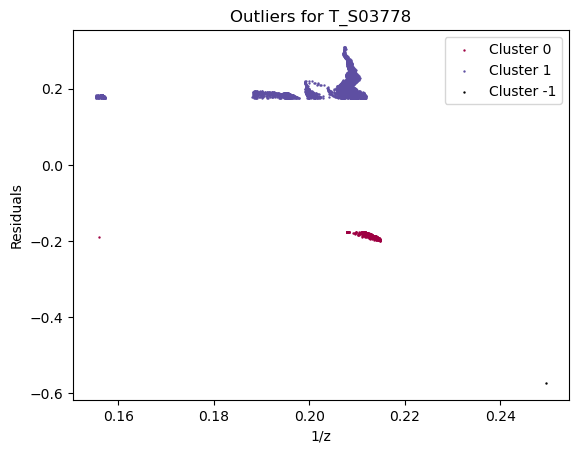 Outliers for T_S03778
Cluster 0
Cluster 1
Cluster -1
Residuals
0.2
0.0
−0.2
−0.4
−0.6
0.16
0.18
0.20
0.22
0.24
1/z